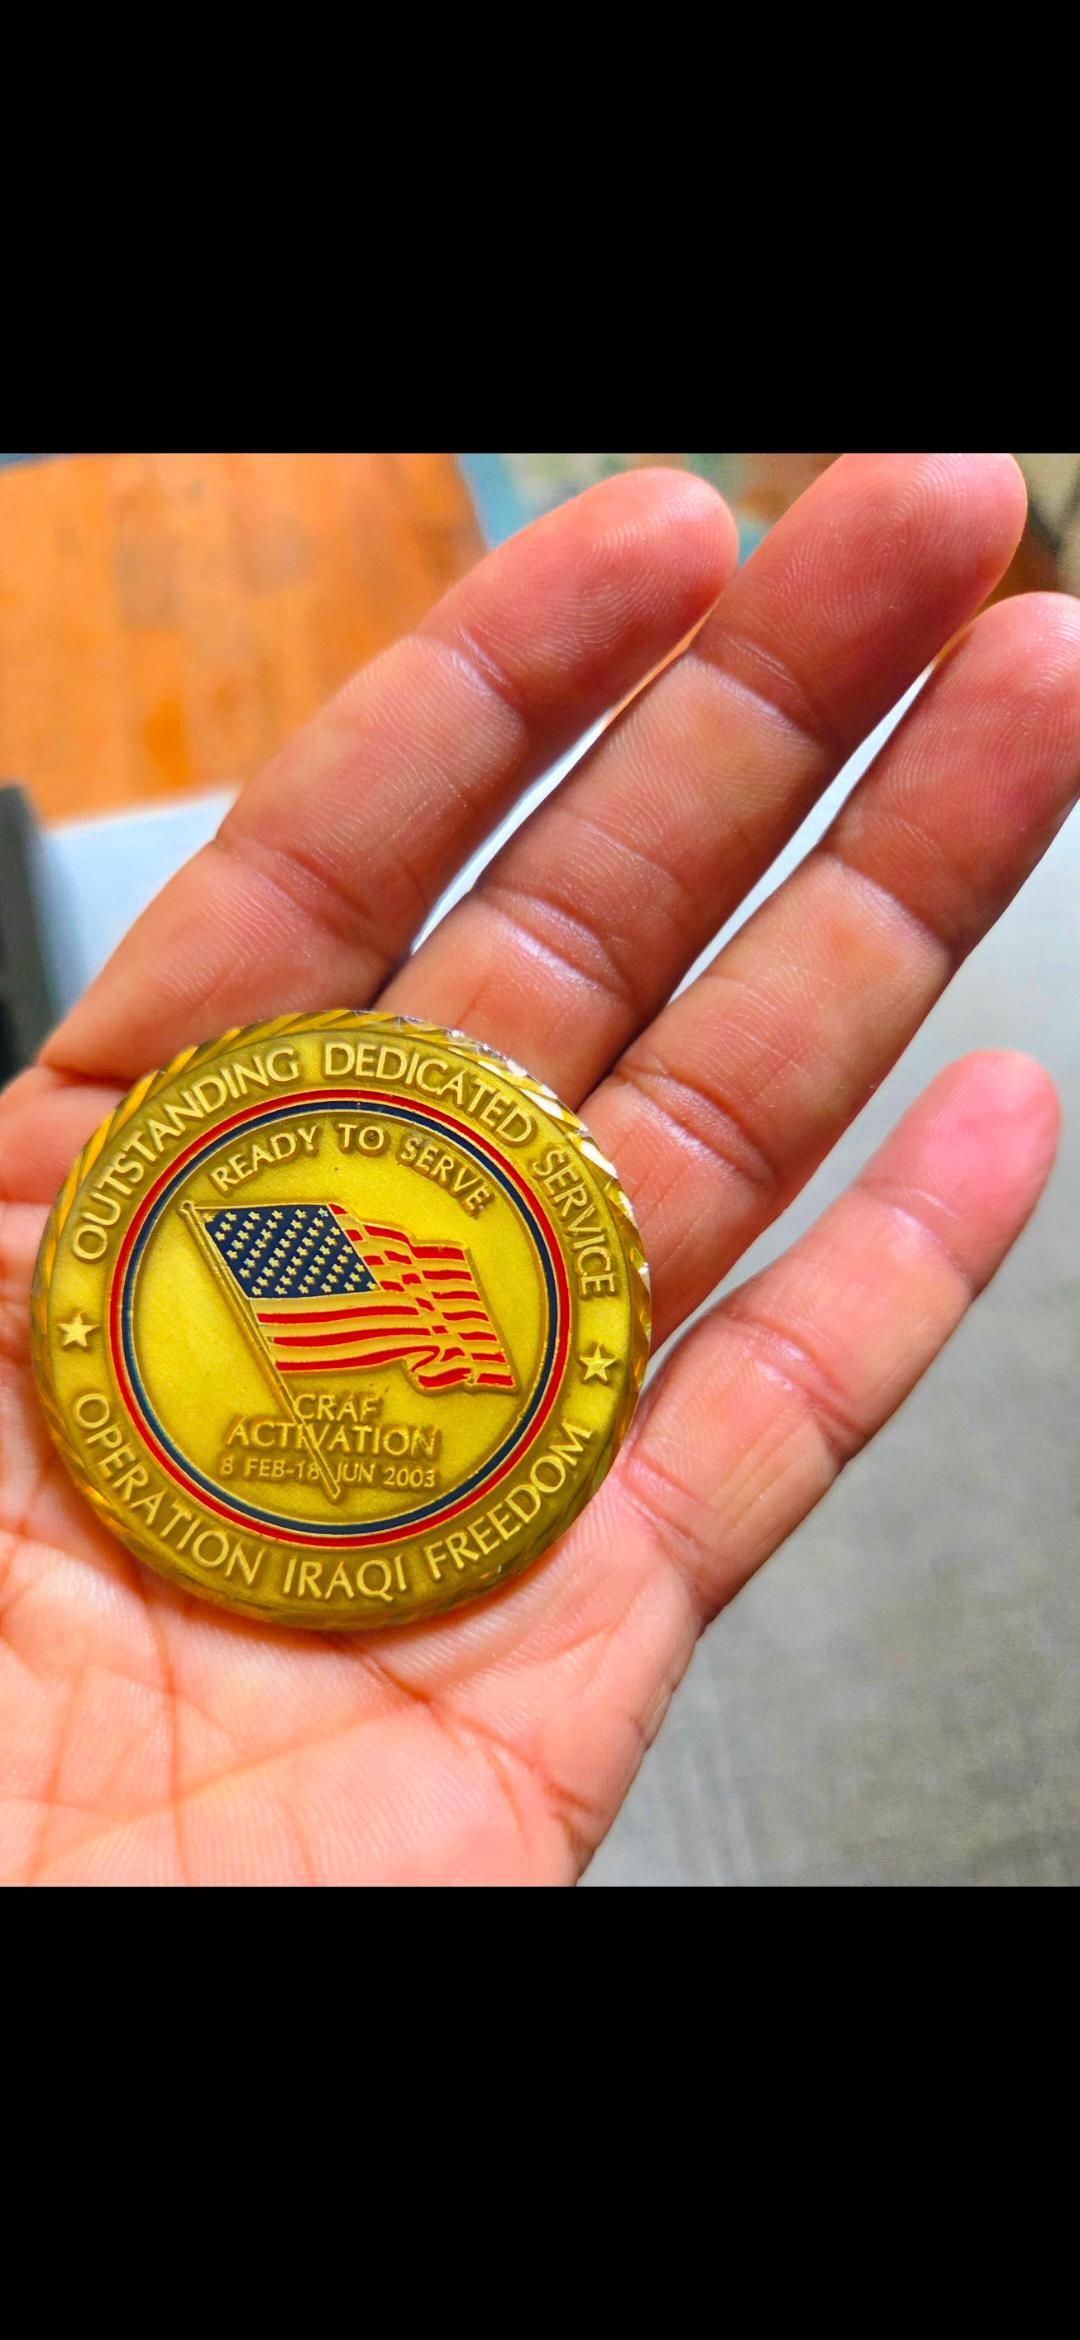 OUTSTANDING DEDICATED SERVICE
READY TO SERVE
CRAF
ACTIVATION
8 FEB-18 JUN 2003
OPERATION IRAQI FREEDOM